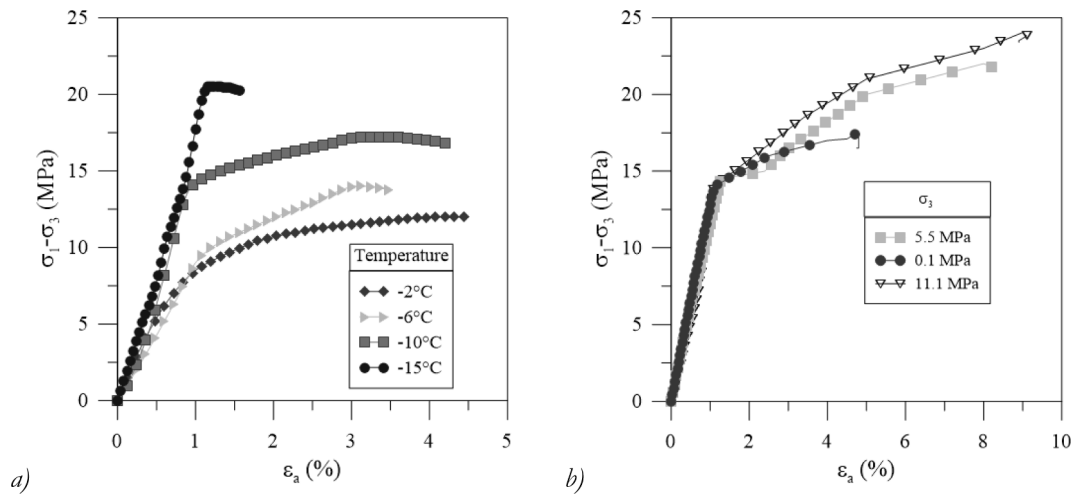 25
20
15
10
5
0
σ1-σ3 (MPa)
Temperature
-2°C
-6°C
-10°C
-15°C
0 1 2 3 4 5
εa (%)
a)
25
20
15
10
5
0
σ1-σ3 (MPa)
σ3
5.5 MPa
0.1 MPa
11.1 MPa
0 2 4 6 8 10
εa (%)
b)